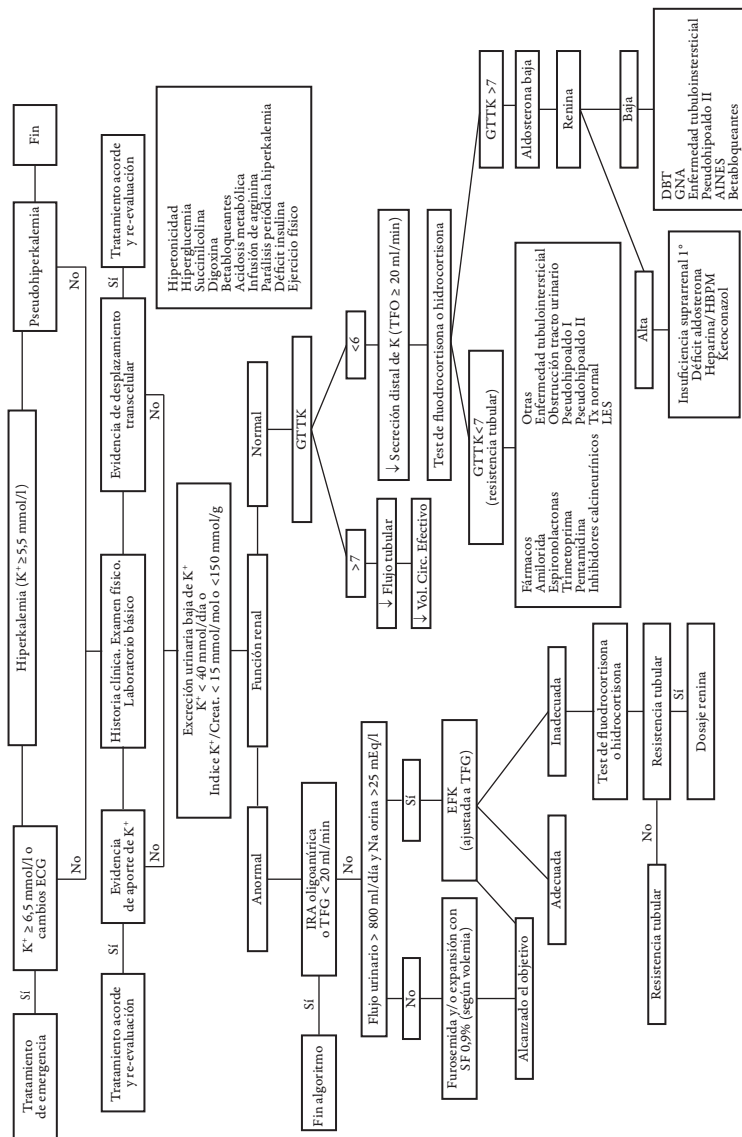 Hiperkalemia (K⁺ ≥ 5,5 mmol/l)
Tratamiento
de emergencia
Sí
K⁺ ≥ 6,5 mmol/l o
cambios ECG
No
Pseudohiperkalemia
No
Fin
Tratamiento acorde
y re-evaluación
Sí
Evidencia
de aporte de K⁺
No
Historia clínica. Examen físico.
Laboratorio básico
Evidencia de desplazamiento
transcelular
No
Sí
Tratamiento acorde
y re-evaluación
Hipetonicidad
Hiperglucemia
Succinilcolina
Digoxina
Betabloqueantes
Acidosis metabólica
Infusión de arginina
Parálisis periódica hiperkalemia
Déficit insulina
Ejercicio físico
Excreción urinaria baja de K⁺
K⁺ < 40 mmol/día o
Indice K⁺/Creat. < 15 mmol/mol o <150 mmol/g
Anormal
Función renal
Normal
Fin algoritmo
Sí
IRA oligoanúrica
o TFG < 20 ml/min
No
Flujo urinario > 800 ml/día y Na orina >25 mEq/l
No
Sí
Furosemida y/o expansión con
SF 0,9% (según volemia)
Alcanzado el objetivo
EFK
(ajustada a TFG)
Adecuada
Inadecuada
Test de fluodrocortisona
o hidrocortisona
Resistencia tubular
No
Resistencia tubular
Sí
Dosaje renina
GTTK
>7
↓ Flujo tubular
↓ Vol. Circ. Efectivo
<6
↓ Secreción distal de K (TFO ≥ 20 ml/min)
Test de fludrocortisona o hidrocortisona
GTTK<7
(resistencia tubular)
Fármacos
Amilorida
Espironolactonas
Trimetoprima
Pentamidina
Inhibidores calcineurínicos
Otras
Enfermedad tubulointersticial
Obstrucción tracto urinario
Pseudohipoaldo I
Pseudohipoaldo II
Tx normal
LES
GTTK >7
Aldosterona baja
Renina
Alta
Insuficiencia suprarrenal 1°
Déficit aldosterona
Heparina/HBPM
Ketoconazol
Baja
DBT
GNA
Enfermedad tubuloinstersticial
Pseudohipoaldo II
AINES
Betabloqueantes